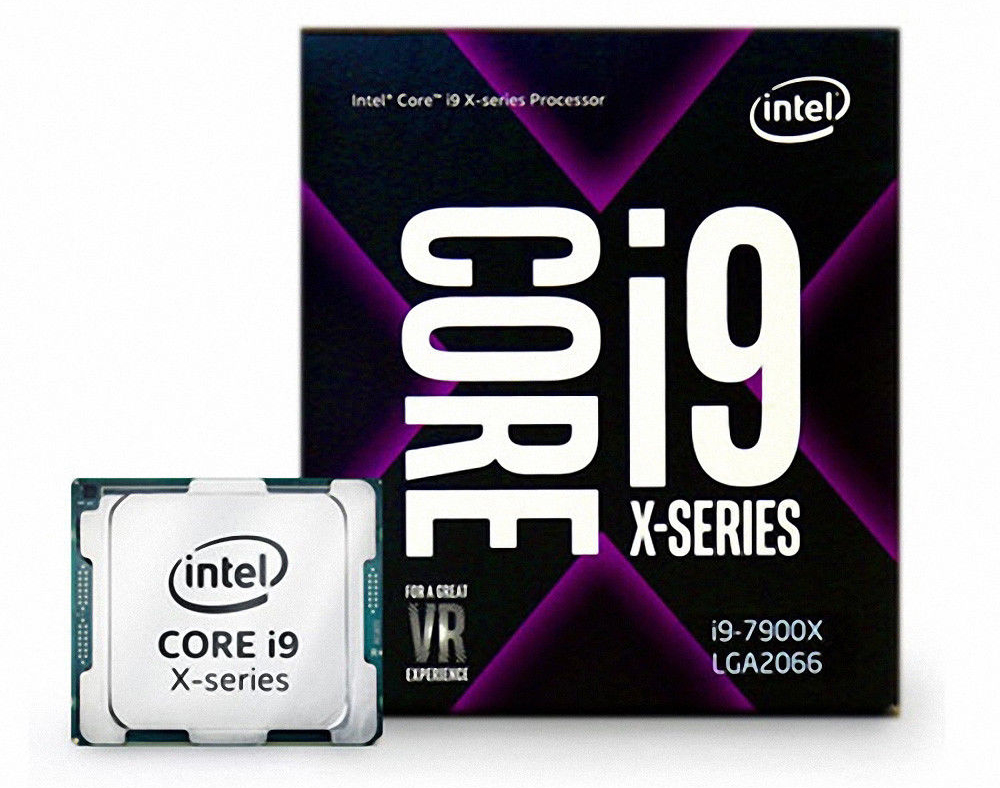 Intel® Core™ i9 X-series Processor
intel®
CORE i9
X-SERIES
FOR A GREAT
VR
EXPERIENCE
i9-7900X
LGA2066
intel®
CORE i9
X-series